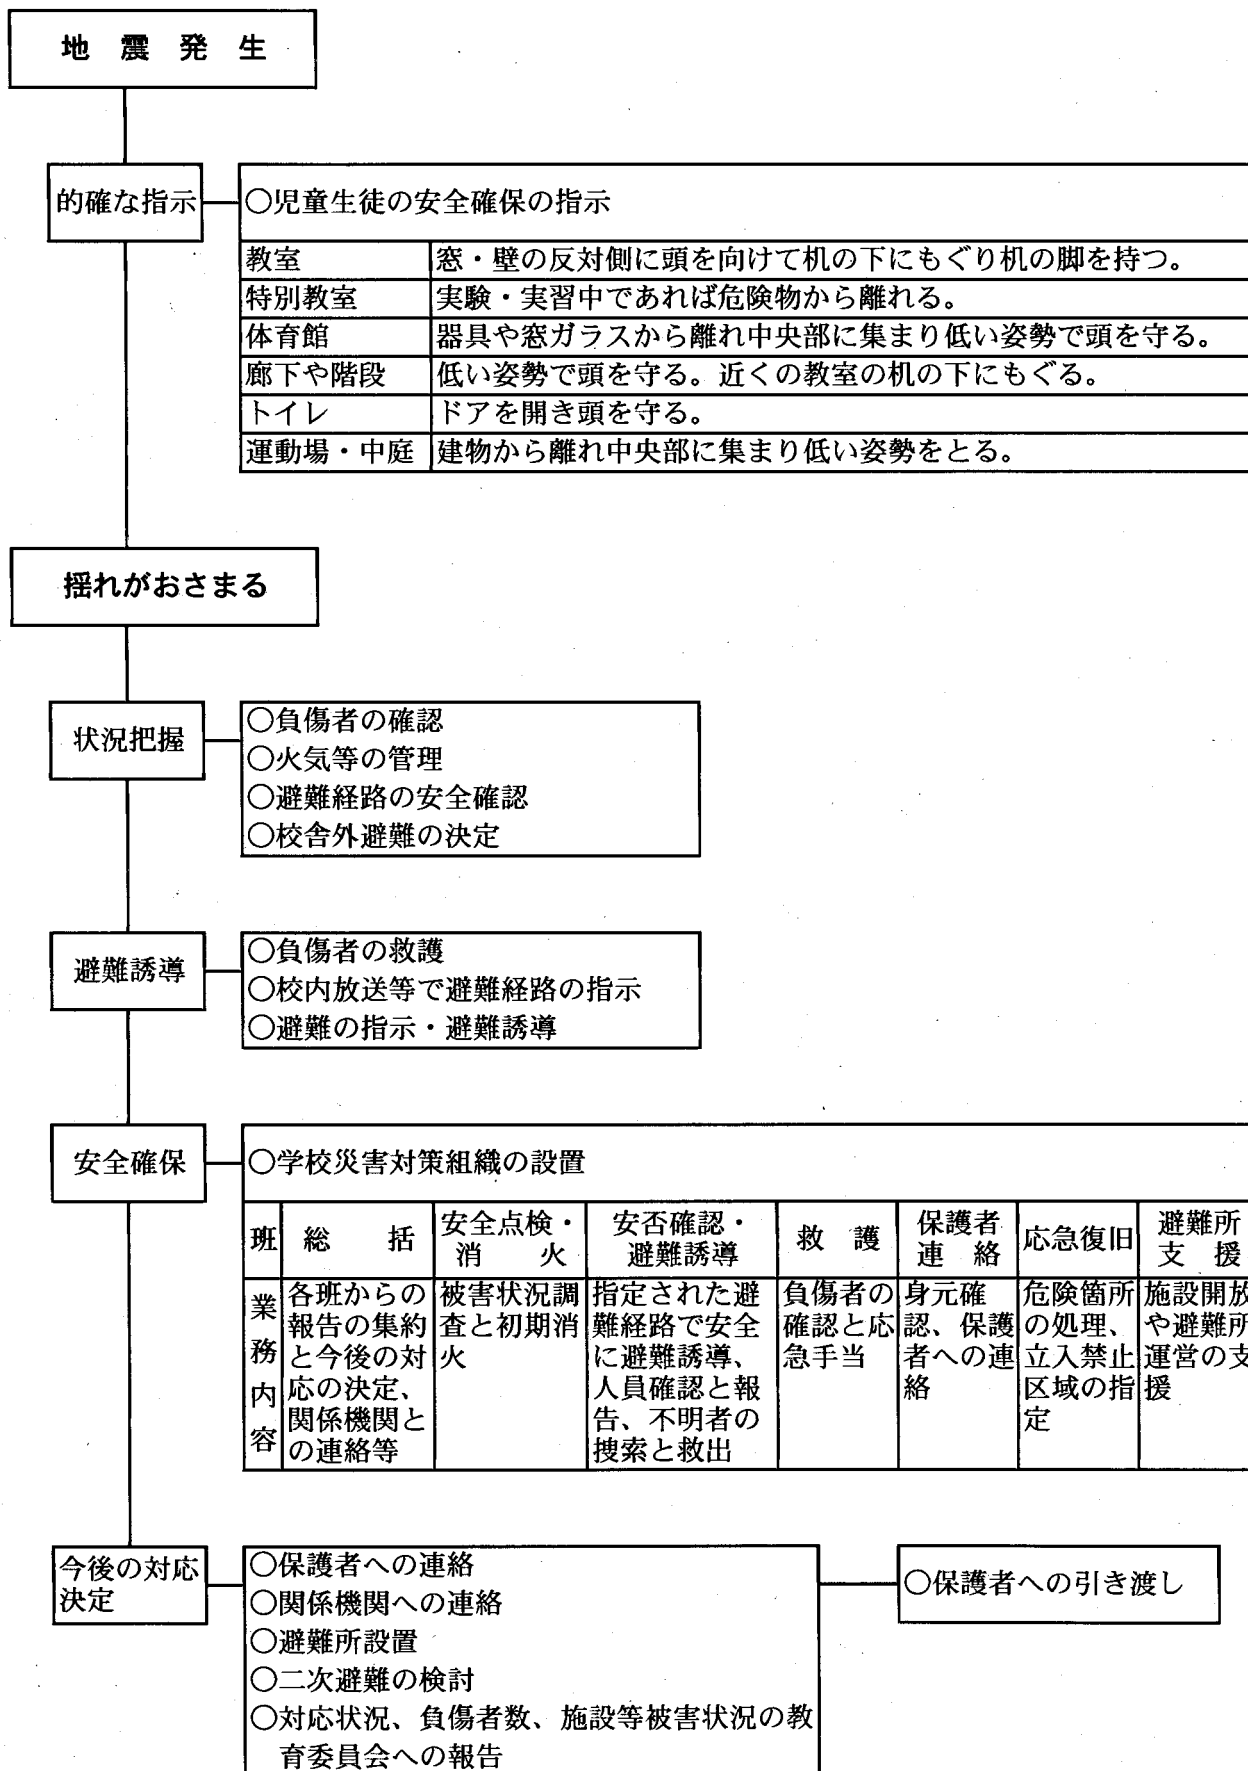 地震発生
的確な指示
○児童生徒の安全確保の指示
教室 窓・壁の反対側に頭を向けて机の下にもぐり机の脚を持つ。
特別教室 実験・実習中であれば危険物から離れる。
体育館 器具や窓ガラスから離れ中央部に集まり低い姿勢で頭を守る。
廊下や階段 低い姿勢で頭を守る。近くの教室の机の下にもぐる。
トイレ ドアを開き頭を守る。
運動場・中庭 建物から離れ中央部に集まり低い姿勢をとる。
揺れがおさまる
状況把握
○負傷者の確認
○火気等の管理
○避難経路の安全確認
○校舎外避難の決定
避難誘導
○負傷者の救護
○校内放送等で避難経路の指示
○避難の指示・避難誘導
安全確保
○学校災害対策組織の設置
班
総括
安全点検・
消火
安否確認・
避難誘導
救護
保護者
連絡
応急復旧
避難所
支援
業務内容
各班からの
報告の集約
と今後の対
応の決定、
関係機関と
の連絡等
被害状況調
査と初期消
火
指定された避
難経路で安全
に避難誘導、
人員確認と報
告、不明者の
捜索と救出
負傷者の
確認と応
急手当
身元確
認、保護
者への連
絡
危険箇所
の処理、
立入禁止
区域の指
定
施設開放
や避難所
運営の支
援
今後の対応
決定
○保護者への連絡
○関係機関への連絡
○避難所設置
○二次避難の検討
○対応状況、負傷者数、施設等被害状況の教
育委員会への報告
○保護者への引き渡し